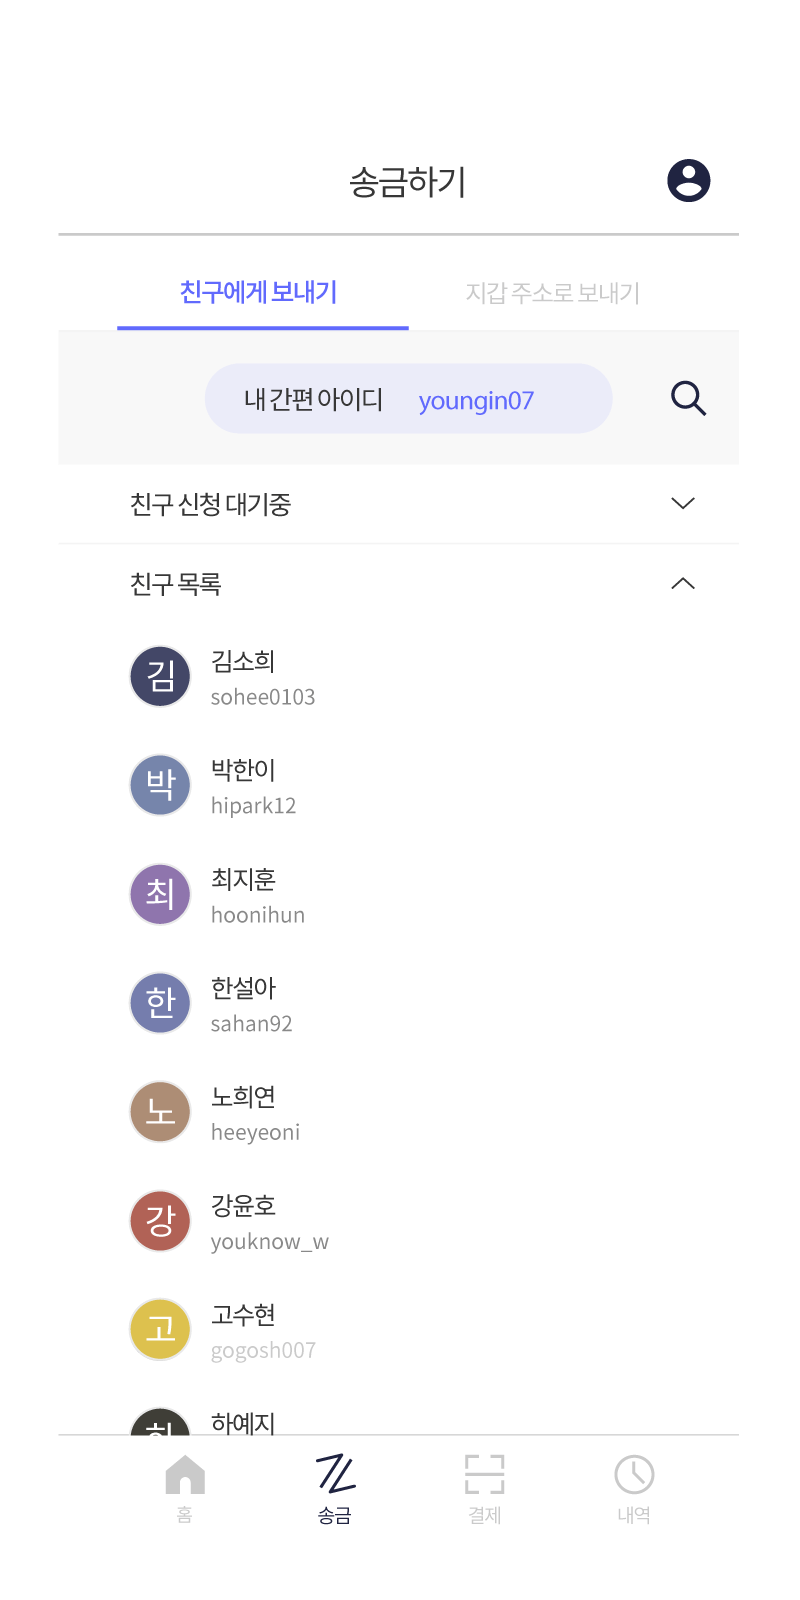 송금하기
친구에게 보내기 지갑 주소로 보내기
내 간편 아이디 youngin07
친구 신청 대기중
친구 목록
김
김소희
sohee0103
박
박한이
hipark12
최
최지훈
hoonihun
한
한설아
sahan92
노
노희연
heeyeoni
강
강윤호
youknow_w
고
고수현
gogosh007
하예지
홈 송금 결제 내역